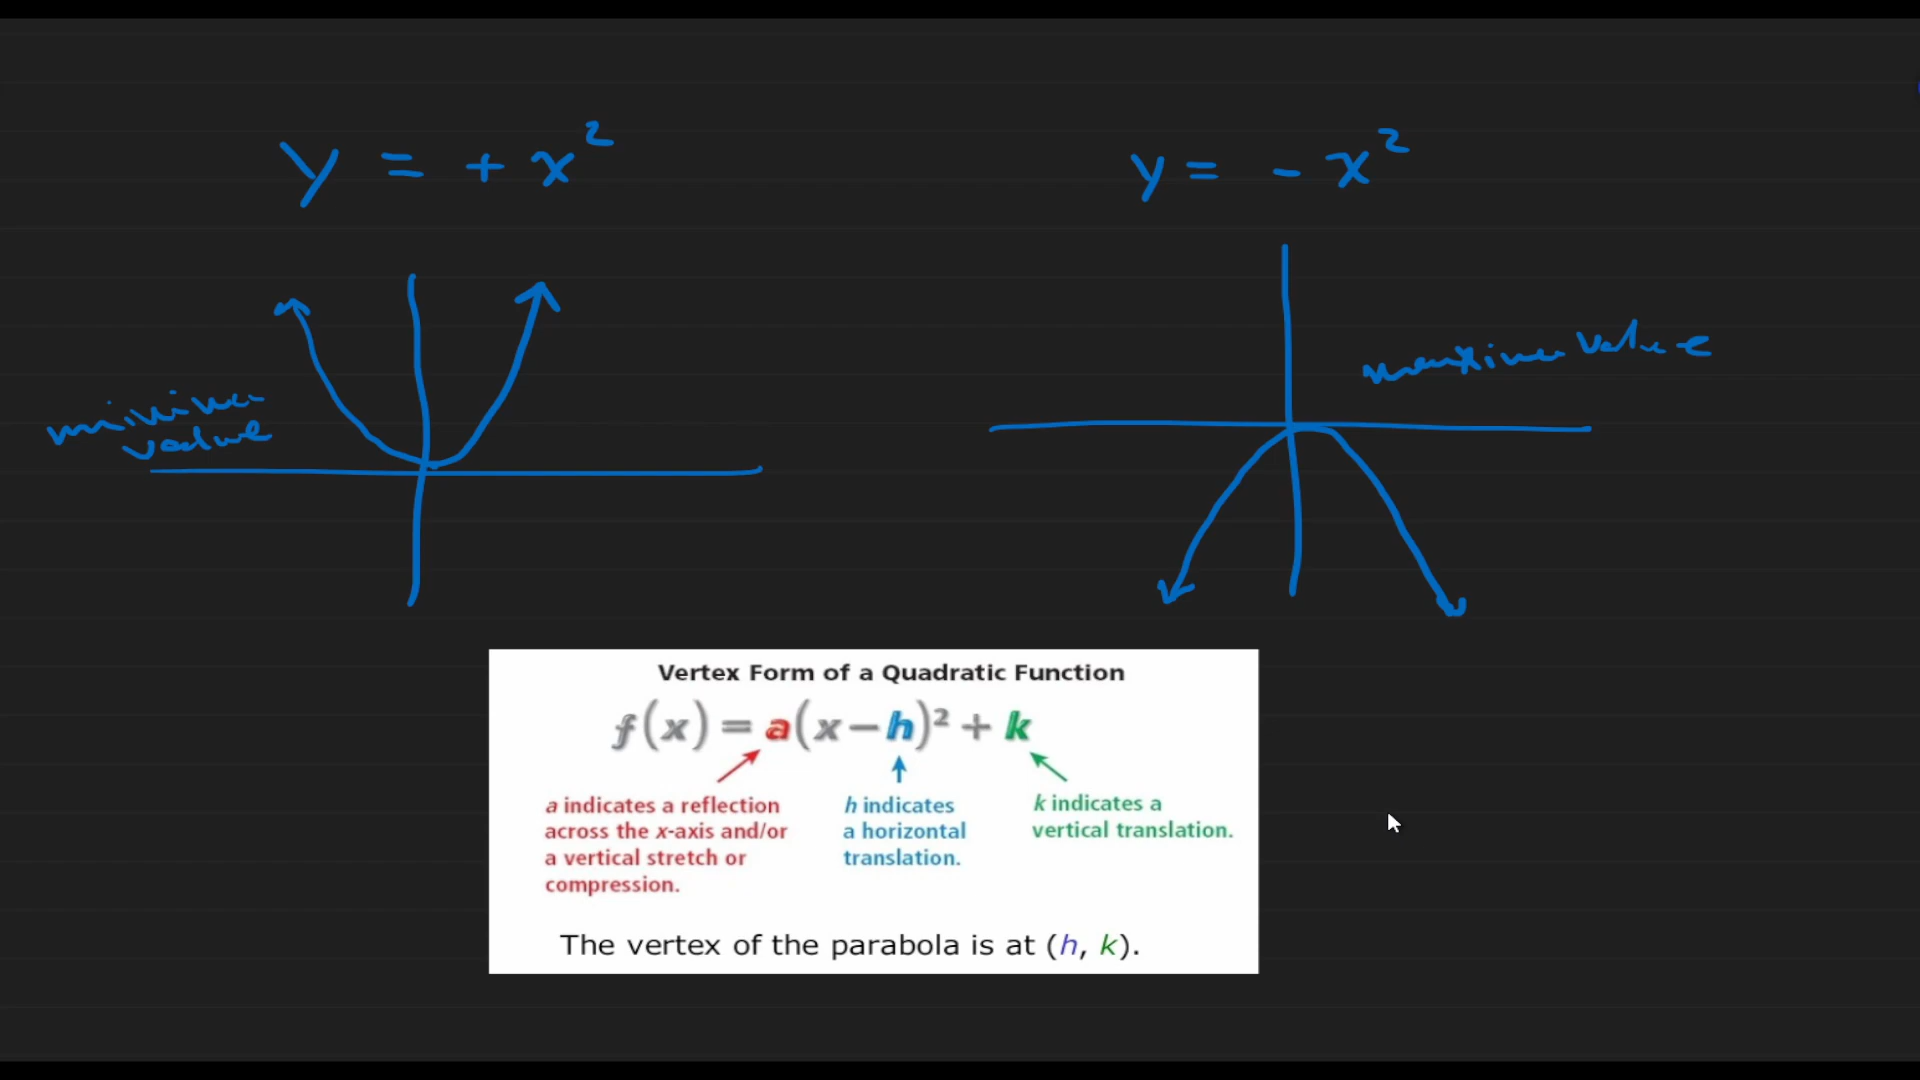 y = + x²
y = - x²
minimum
value
maximum value
Vertex Form of a Quadratic Function
f(x) = a(x − h)² + k
a indicates a reflection
across the x-axis and/or
a vertical stretch or
compression.
h indicates
a horizontal
translation.
k indicates a
vertical translation.
The vertex of the parabola is at (h, k).